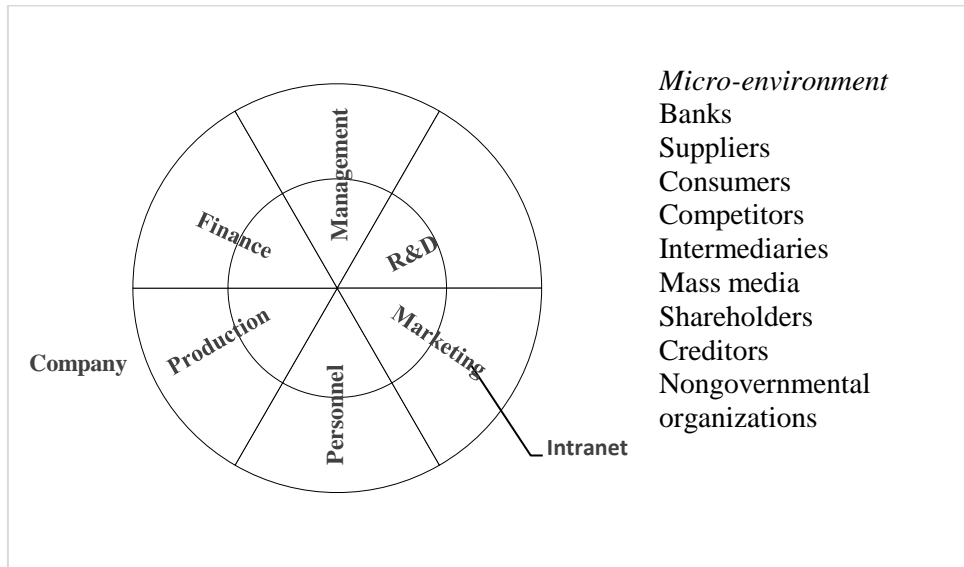 Management
Finance
R&D
Production
Marketing
Personnel
Company
Intranet
Micro-environment
Banks
Suppliers
Consumers
Competitors
Intermediaries
Mass media
Shareholders
Creditors
Nongovernmental
organizations